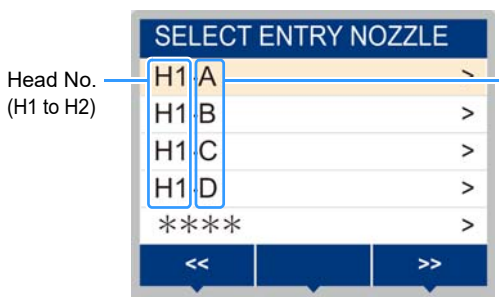 SELECT ENTRY NOZZLE
Head No.
(H1 to H2)
H1-A >
H1-B >
H1-C >
H1-D >
**** >
<< >>